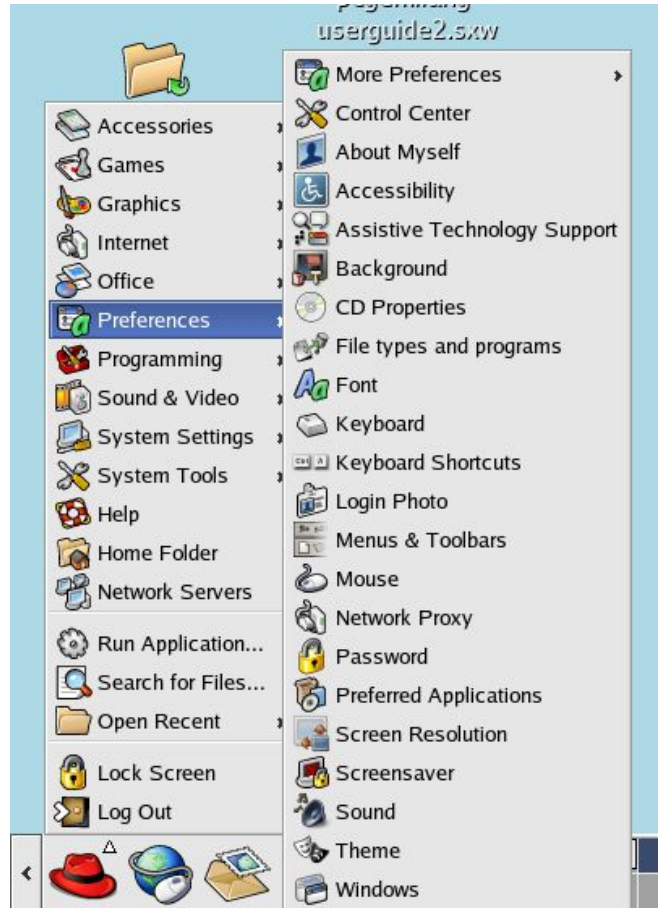 userguide2.sxw
Accessories
Games
Graphics
Internet
Office
Preferences
Programming
Sound & Video
System Settings
System Tools
Help
Home Folder
Network Servers
Run Application...
Search for Files...
Open Recent
Lock Screen
Log Out
More Preferences
Control Center
About Myself
Accessibility
Assistive Technology Support
Background
CD Properties
File types and programs
Font
Keyboard
Keyboard Shortcuts
Login Photo
Menus & Toolbars
Mouse
Network Proxy
Password
Preferred Applications
Screen Resolution
Screensaver
Sound
Theme
Windows